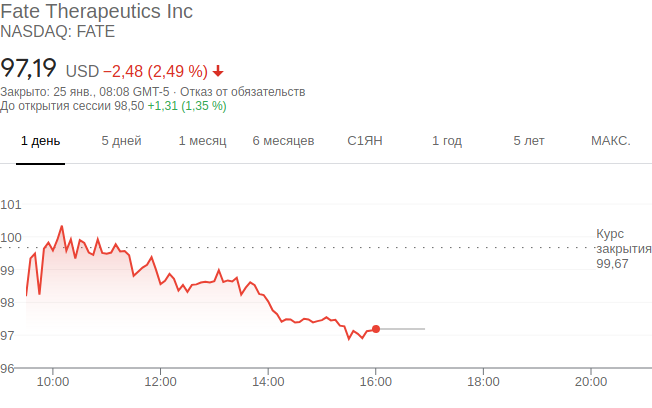 Fate Therapeutics Inc
NASDAQ: FATE
97,19 USD −2,48 (2,49 %)
Закрыто: 25 янв., 08:08 GMT-5 · Отказ от обязательств
До открытия сессии 98,50 +1,31 (1,35 %)
1 день 5 дней 1 месяц 6 месяцев С1ЯН 1 год 5 лет МАКС.
101
100
99
98
97
96
Курс
закрытия
99,67
10:00 12:00 14:00 16:00 18:00 20:00